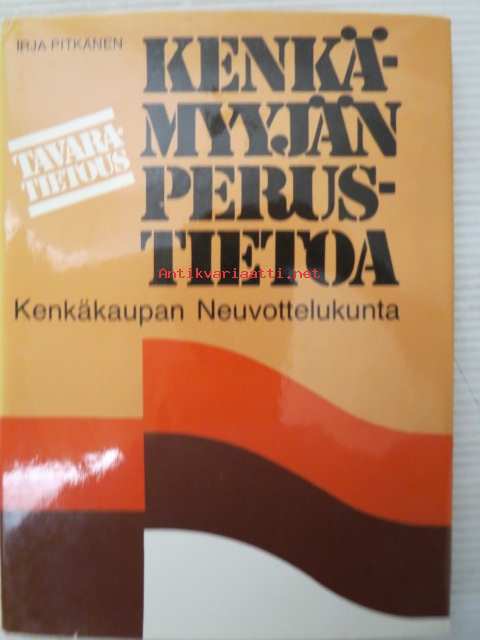 IRJA PITKÄNEN
KENKÄ-
MYYJÄN
PERUS-
TIETOA
TAVARA-
TIETOUS
Antikvariaatti.net
Kenkäkaupan Neuvottelukunta